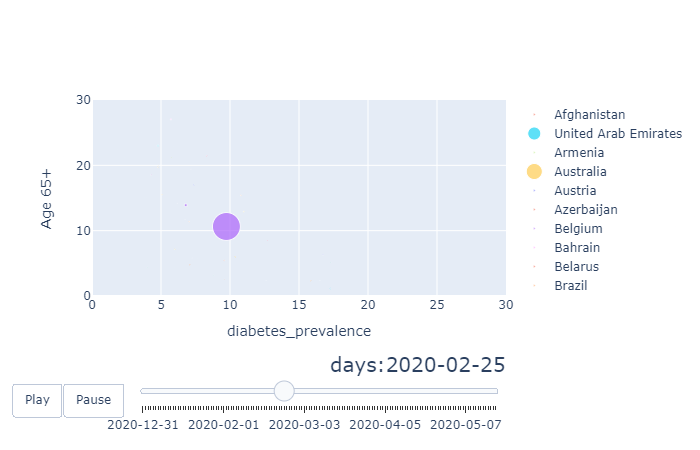 30
20
10
0
Age 65+
0 5 10 15 20 25 30
diabetes_prevalence
Afghanistan
United Arab Emirates
Armenia
Australia
Austria
Azerbaijan
Belgium
Bahrain
Belarus
Brazil
days:2020-02-25
Play
Pause
2020-12-31 2020-02-01 2020-03-03 2020-04-05 2020-05-07